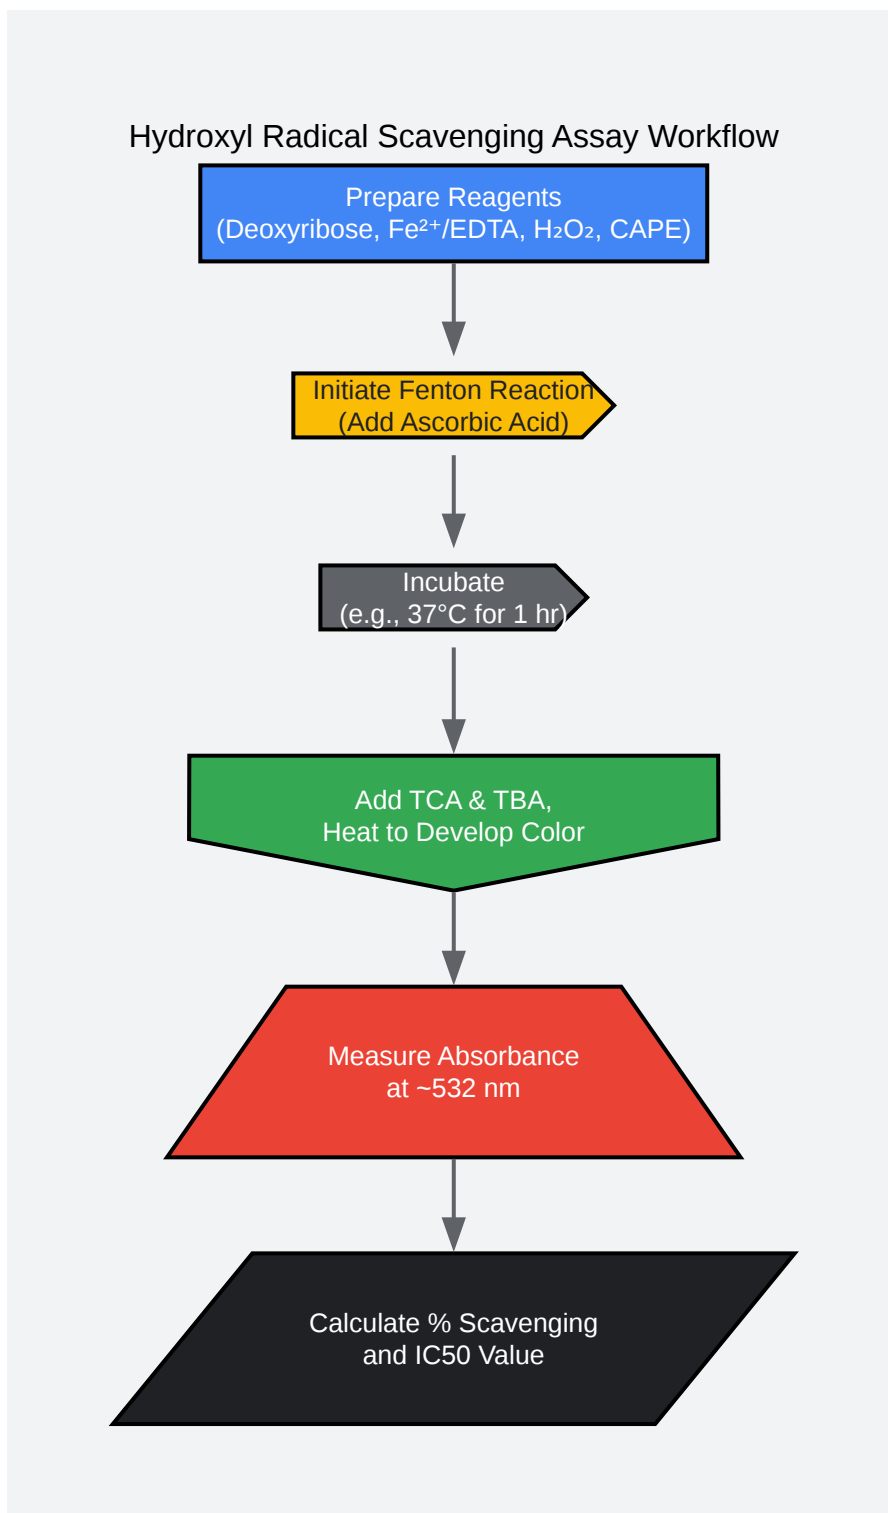 Hydroxyl Radical Scavenging Assay Workflow
Prepare Reagents
(Deoxyribose, Fe²⁺/EDTA, H₂O₂, CAPE)
Initiate Fenton Reaction
(Add Ascorbic Acid)
Incubate
(e.g., 37°C for 1 hr)
Add TCA & TBA,
Heat to Develop Color
Measure Absorbance
at ~532 nm
Calculate % Scavenging
and IC50 Value